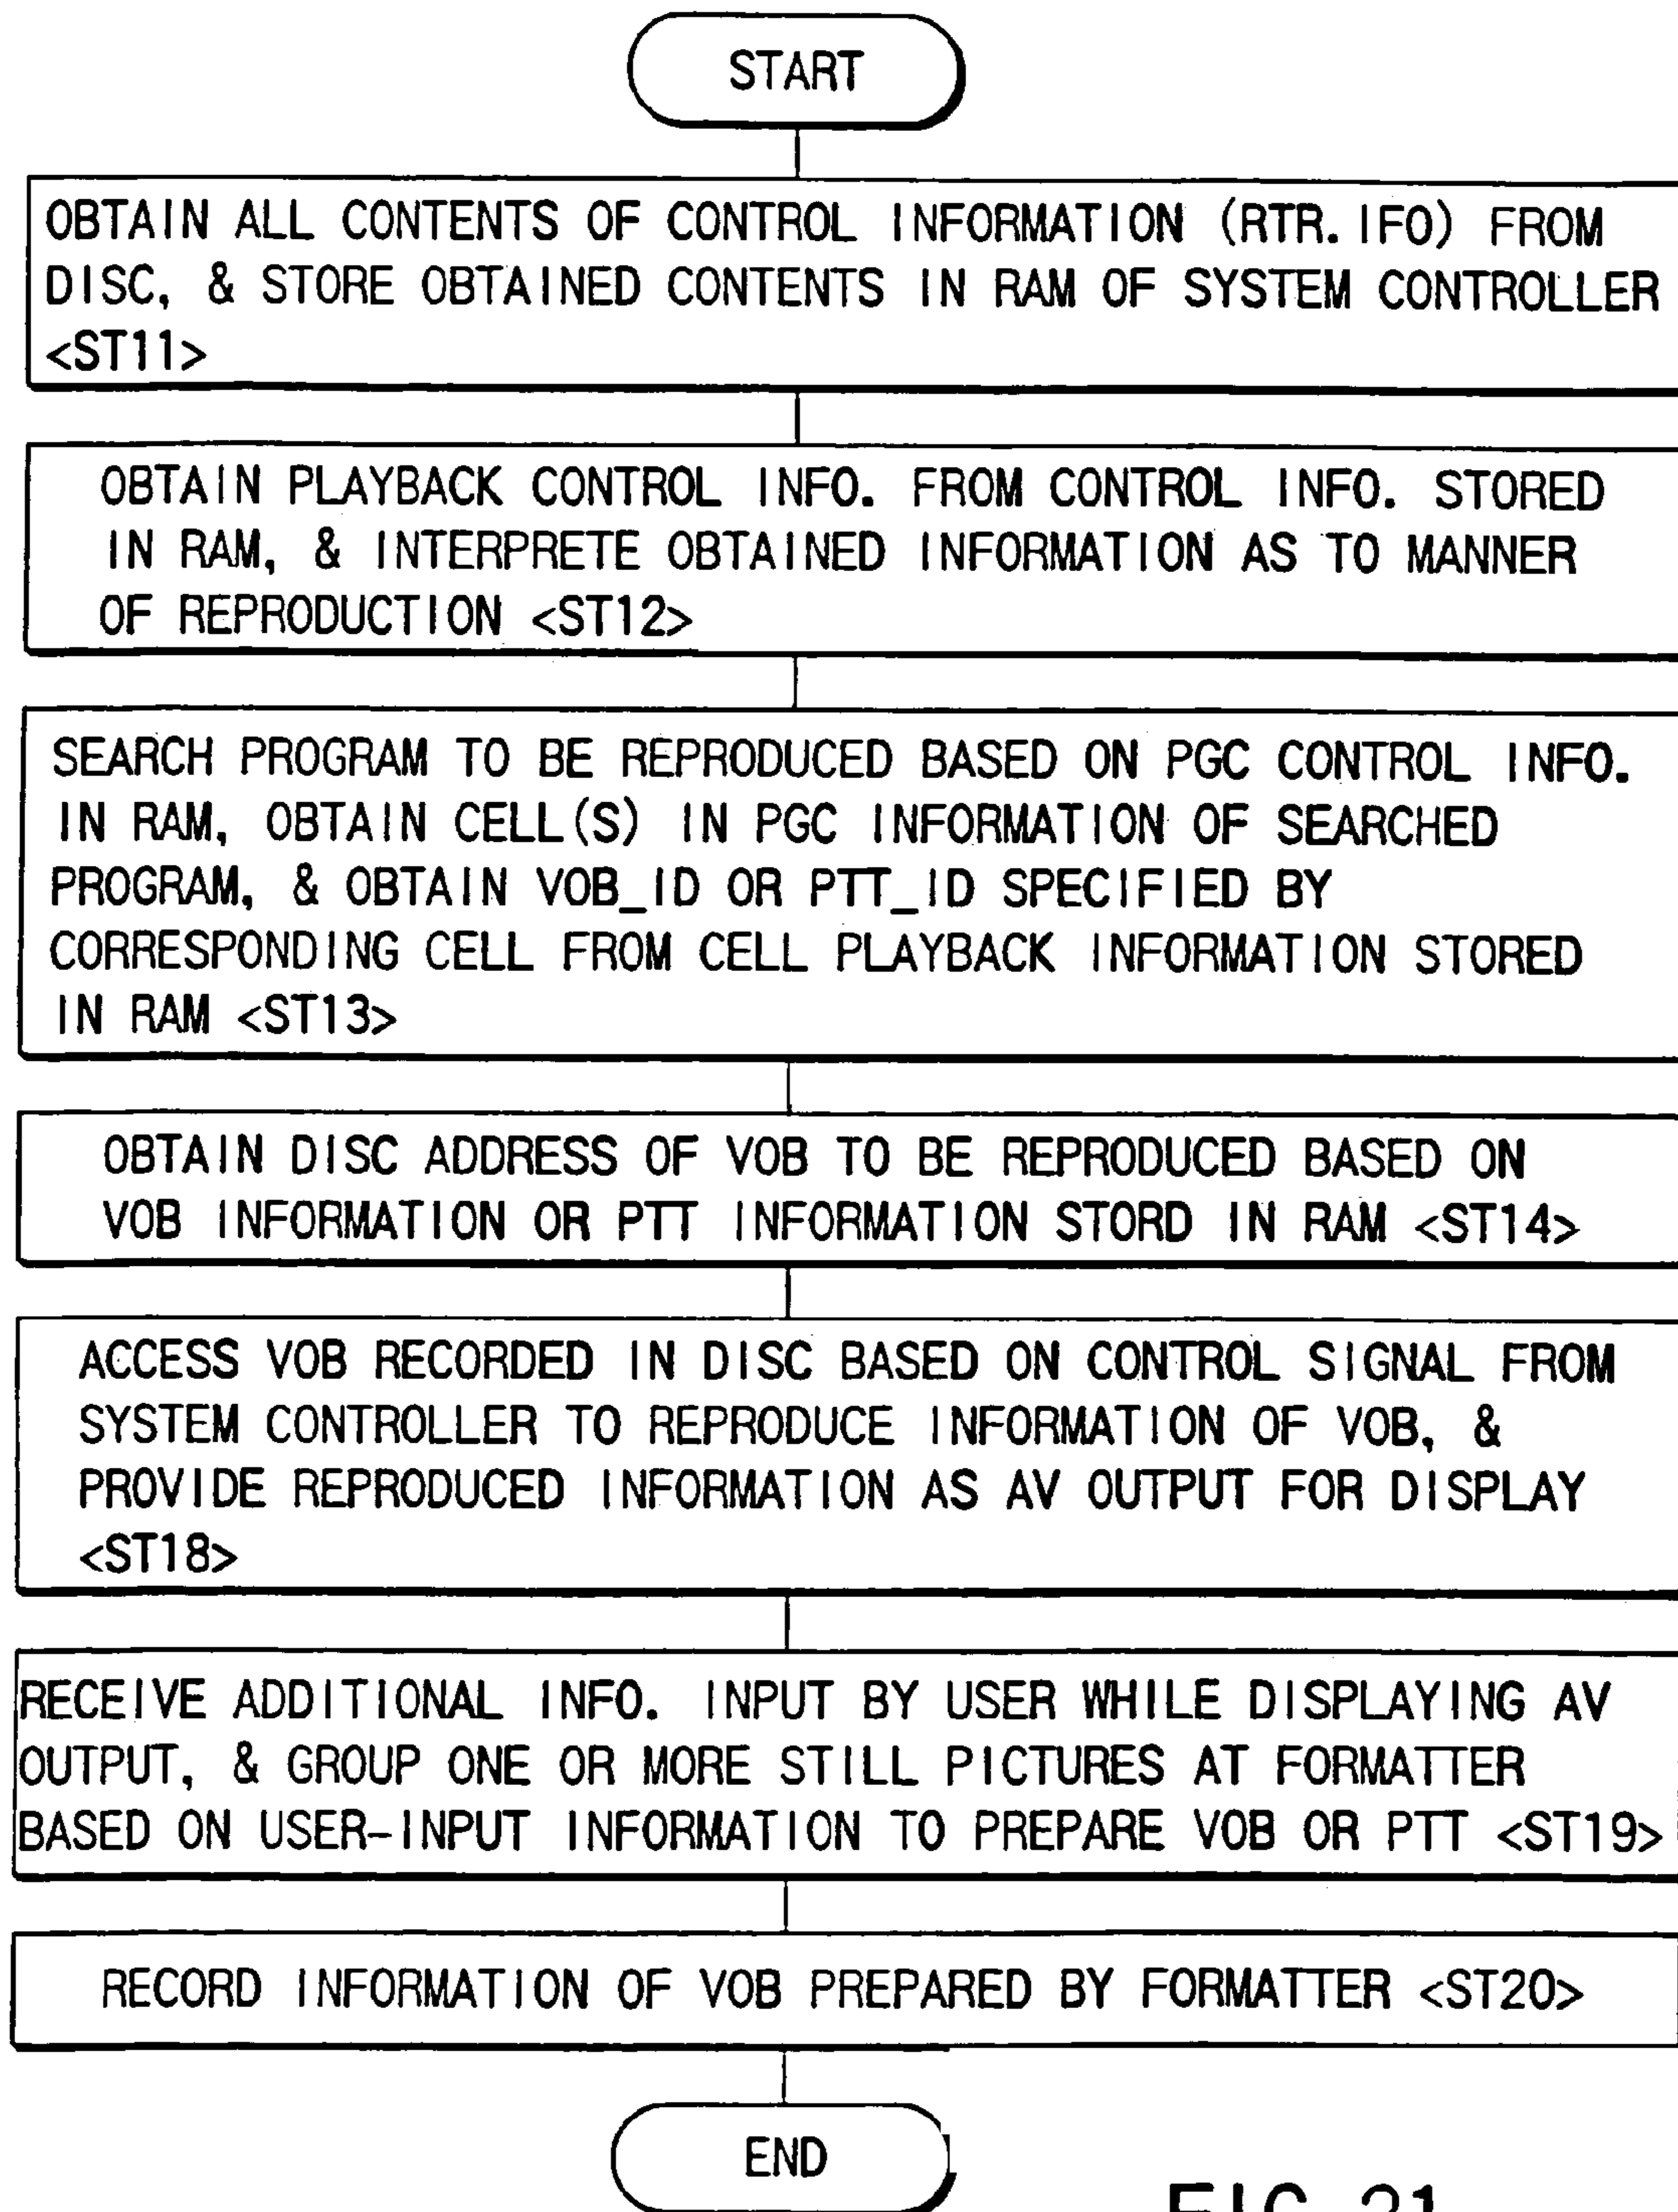 START
OBTAIN ALL CONTENTS OF CONTROL INFORMATION (RTR.IFO) FROM
DISC, & STORE OBTAINED CONTENTS IN RAM OF SYSTEM CONTROLLER
<ST11>
OBTAIN PLAYBACK CONTROL INFO. FROM CONTROL INFO. STORED
IN RAM, & INTERPRETE OBTAINED INFORMATION AS TO MANNER
OF REPRODUCTION <ST12>
SEARCH PROGRAM TO BE REPRODUCED BASED ON PGC CONTROL INFO.
IN RAM, OBTAIN CELL(S) IN PGC INFORMATION OF SEARCHED
PROGRAM, & OBTAIN VOB_ID OR PTT_ID SPECIFIED BY
CORRESPONDING CELL FROM CELL PLAYBACK INFORMATION STORED
IN RAM <ST13>
OBTAIN DISC ADDRESS OF VOB TO BE REPRODUCED BASED ON
VOB INFORMATION OR PTT INFORMATION STORD IN RAM <ST14>
ACCESS VOB RECORDED IN DISC BASED ON CONTROL SIGNAL FROM
SYSTEM CONTROLLER TO REPRODUCE INFORMATION OF VOB, &
PROVIDE REPRODUCED INFORMATION AS AV OUTPUT FOR DISPLAY
<ST18>
RECEIVE ADDITIONAL INFO. INPUT BY USER WHILE DISPLAYING AV
OUTPUT, & GROUP ONE OR MORE STILL PICTURES AT FORMATTER
BASED ON USER-INPUT INFORMATION TO PREPARE VOB OR PTT <ST19>
RECORD INFORMATION OF VOB PREPARED BY FORMATTER <ST20>
END